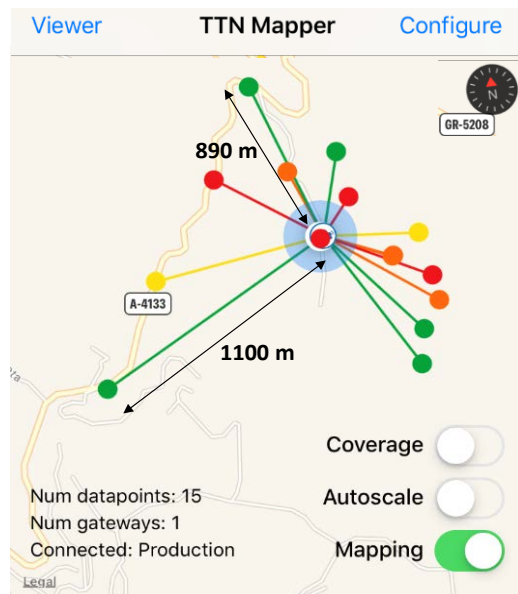 Viewer TTN Mapper Configure
N
GR-5208
890 m
A-4133
1100 m
ta
Coverage
Num datapoints: 15
Autoscale
Num gateways: 1
Connected: Production
Mapping
Legal